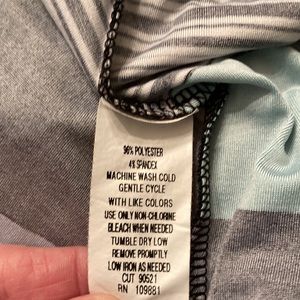 96% POLYESTER
4% SPANDEX
MACHINE WASH COLD
GENTLE CYCLE
WITH LIKE COLORS
USE ONLY NON-CHLORINE
BLEACH WHEN NEEDED
TUMBLE DRY LOW
REMOVE PROMPTLY
LOW IRON AS NEEDED
CUT 90521
RN 109881